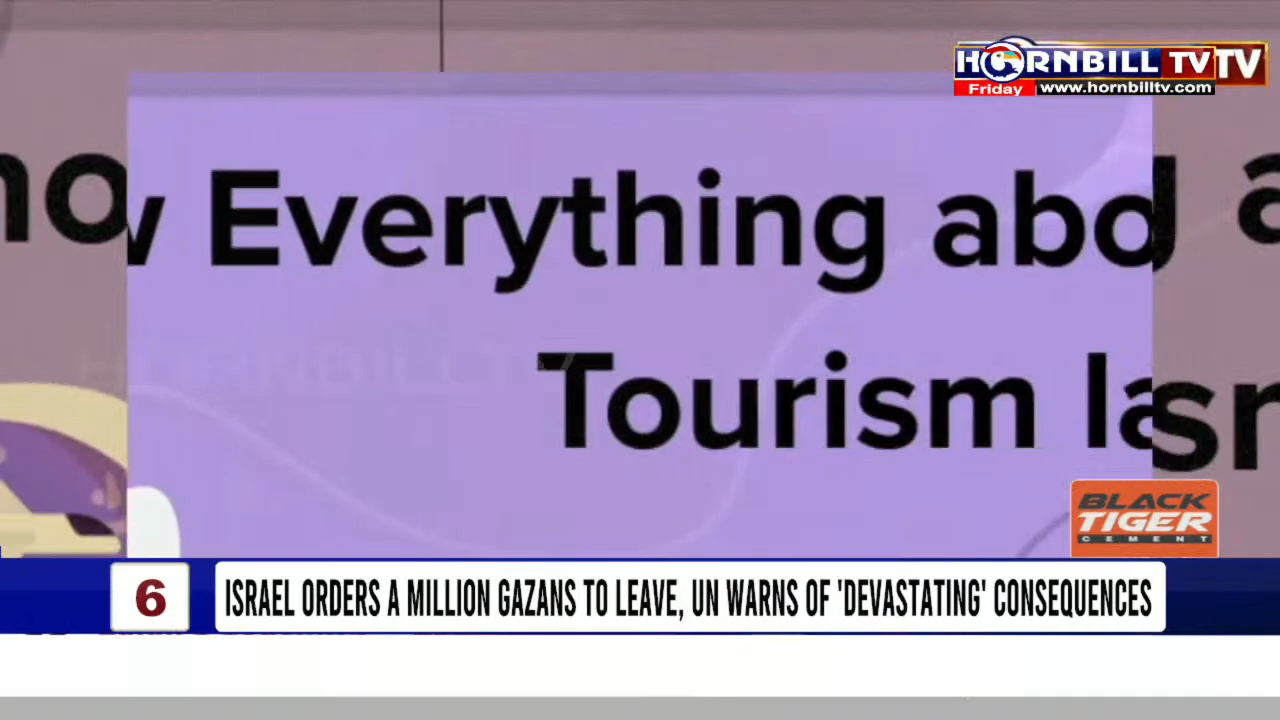 HORNBILL TV TV
Friday www.hornbilltv.com
Everything abo
Tourism
BLACK
TIGER
CEMENT
6 ISRAEL ORDERS A MILLION GAZANS TO LEAVE, UN WARNS OF 'DEVASTATING' CONSEQUENCES